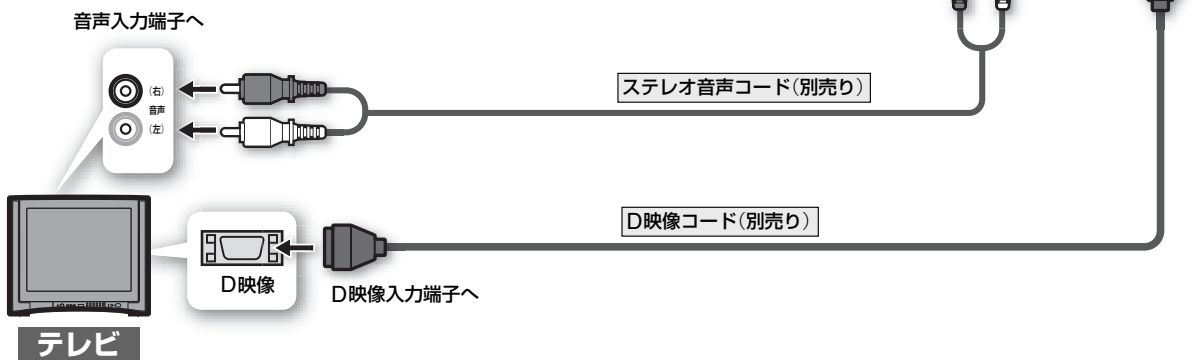 音声入力端子へ
(右)
音声
(左)
ステレオ音声コード(別売り)
D映像コード(別売り)
D映像
D映像入力端子へ
テレビ